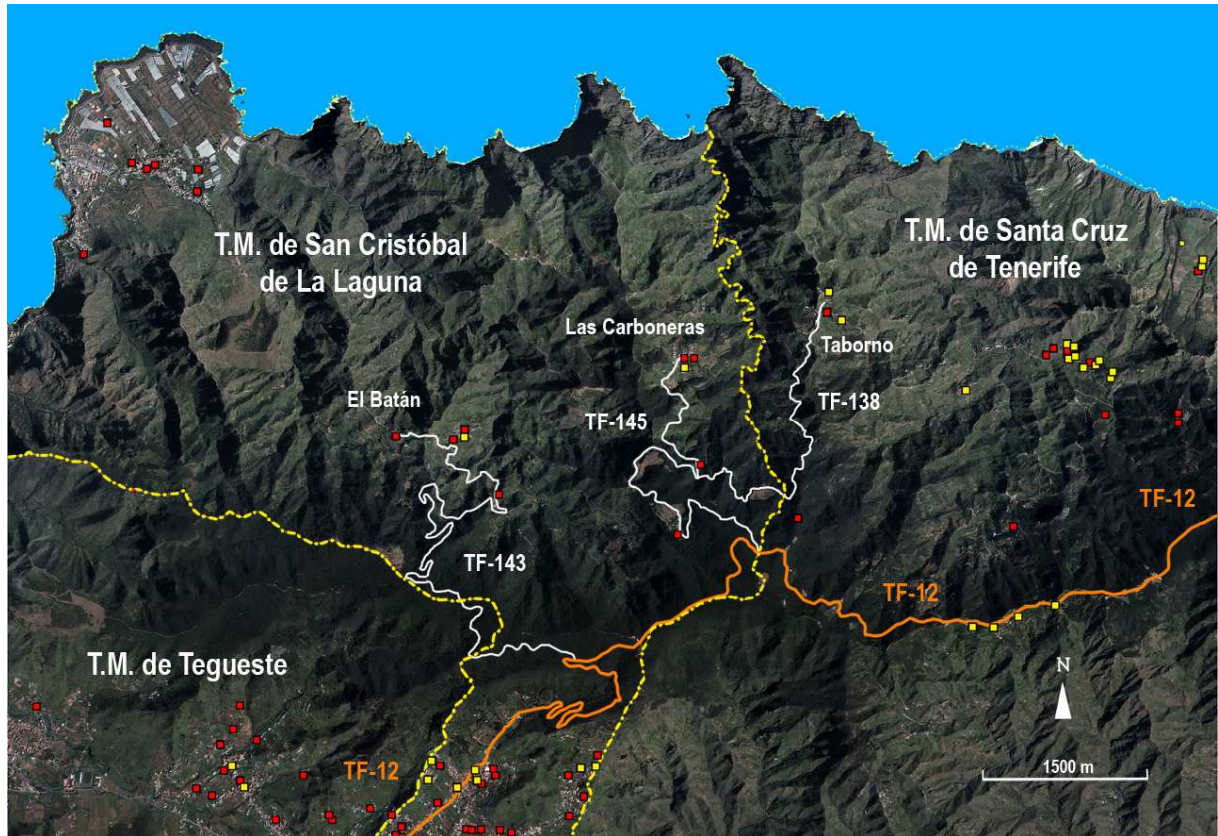 T.M. de San Cristóbal
de La Laguna
T.M. de Santa Cruz
de Tenerife
Las Carboneras
Taborno
El Batán
TF-145
TF-138
TF-12
TF-143
TF-12
T.M. de Tegueste
N
TF-12
1500 m